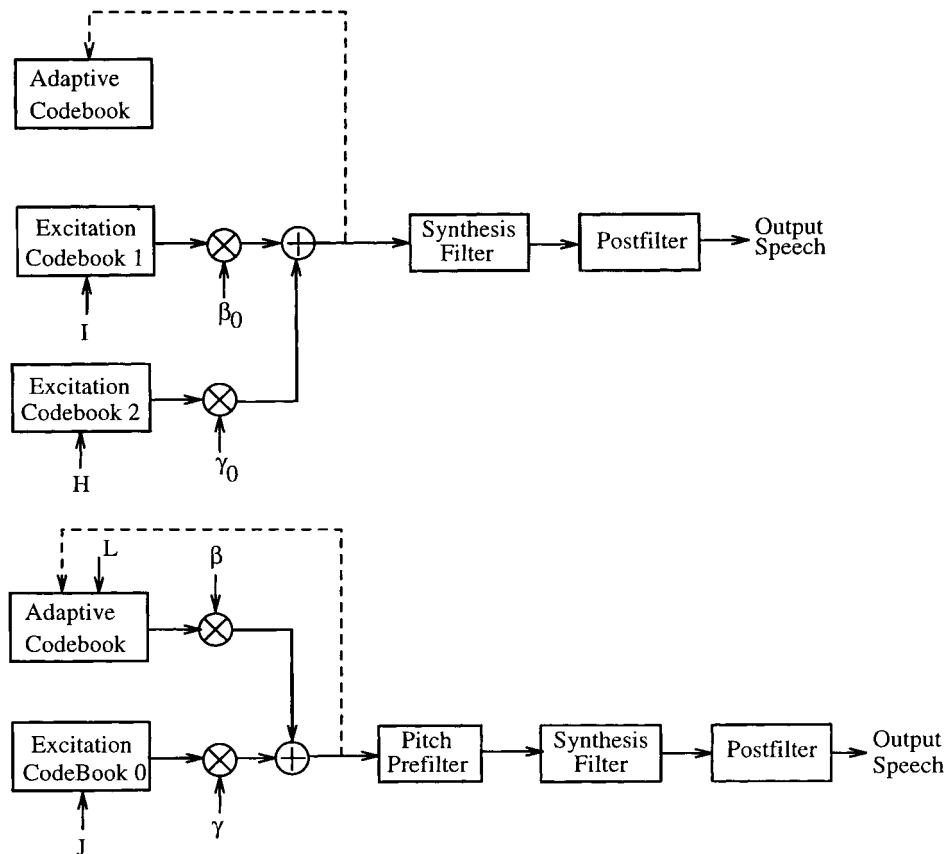 Adaptive
Codebook
Excitation
Codebook 1
I
β0
Synthesis
Filter
Postfilter
Output
Speech
Excitation
Codebook 2
H
γ0
L
β
Adaptive
Codebook
Excitation
CodeBook 0
J
γ
Pitch
Prefilter
Synthesis
Filter
Postfilter
Output
Speech